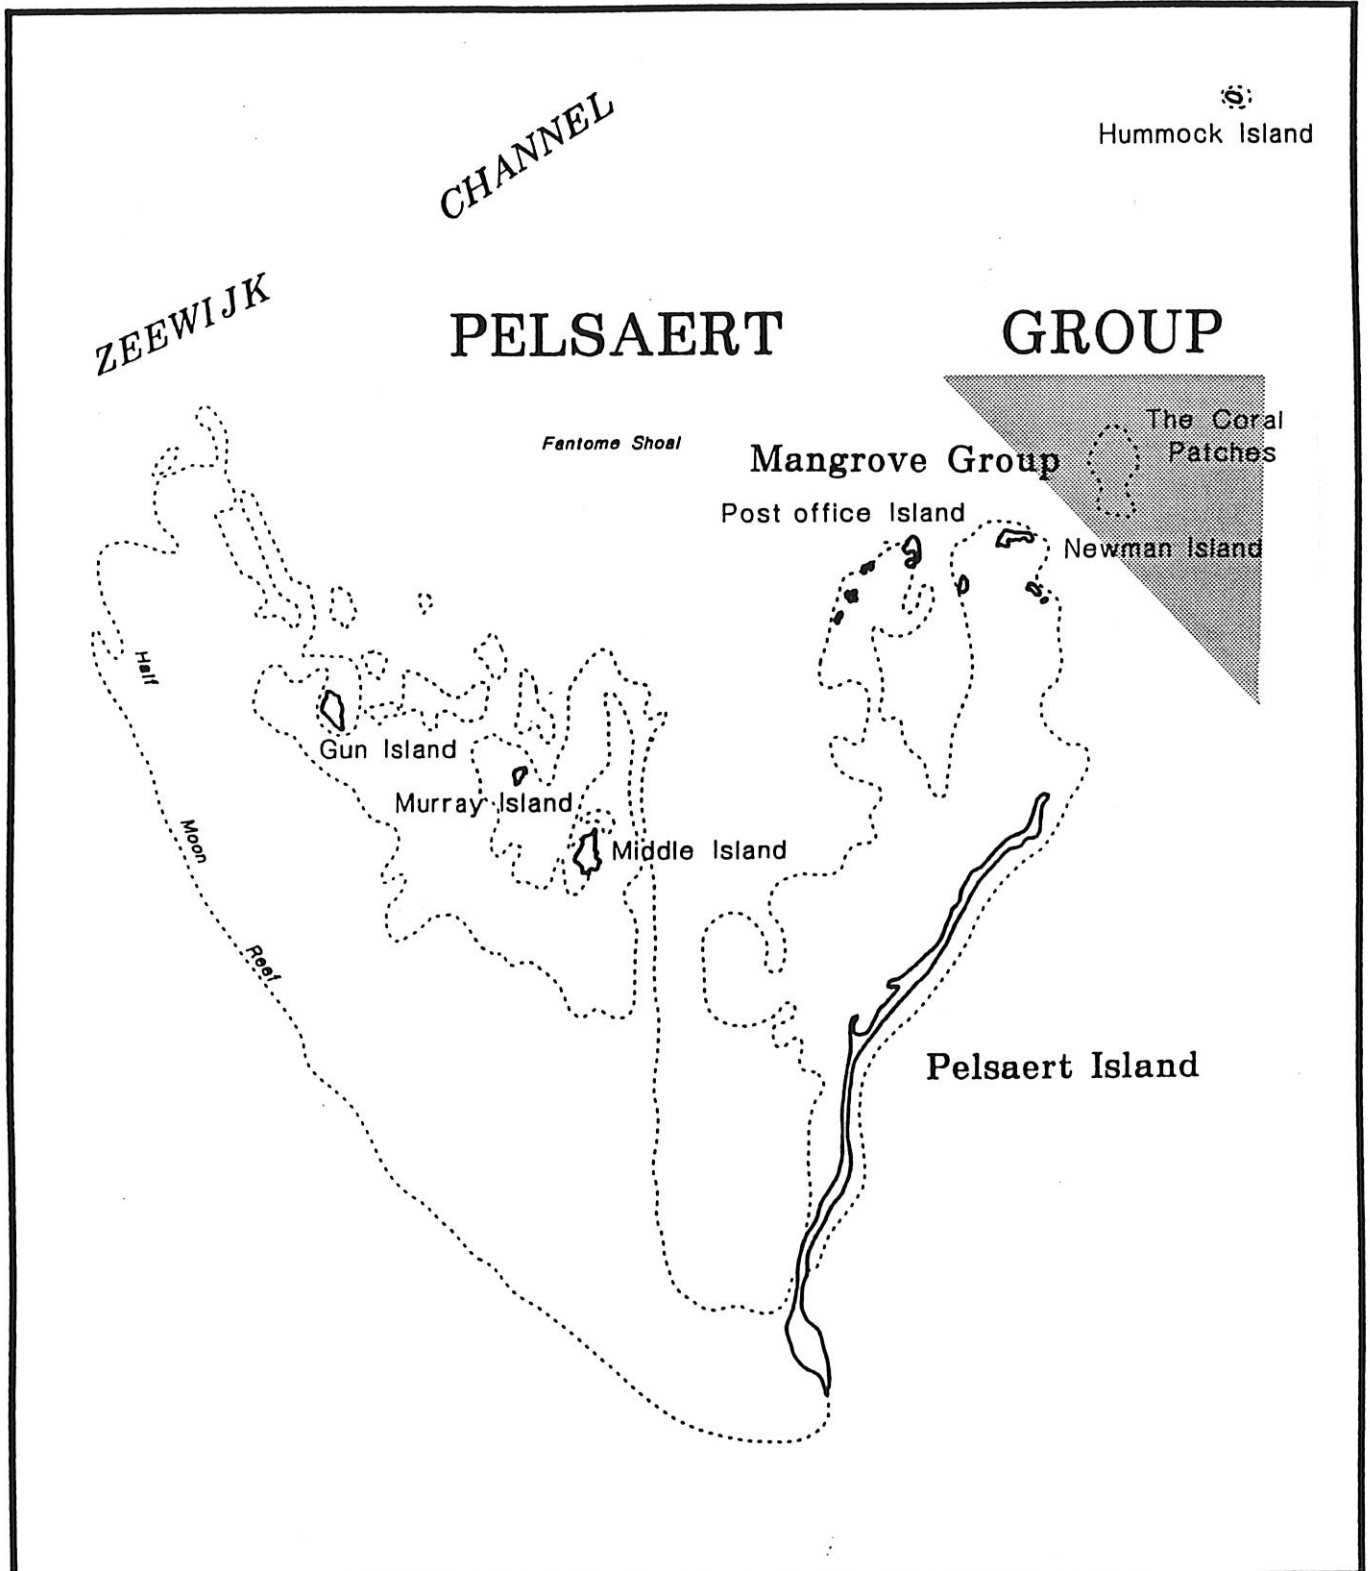 Hummock Island
CHANNEL
ZEEWIJK
PELSAERT GROUP
The Coral
Patches
Fantome Shoal
Mangrove Group
Post office Island
Newman Island
Half
Moon
Reef
Gun Island
Murray Island
Middle Island
Pelsaert Island